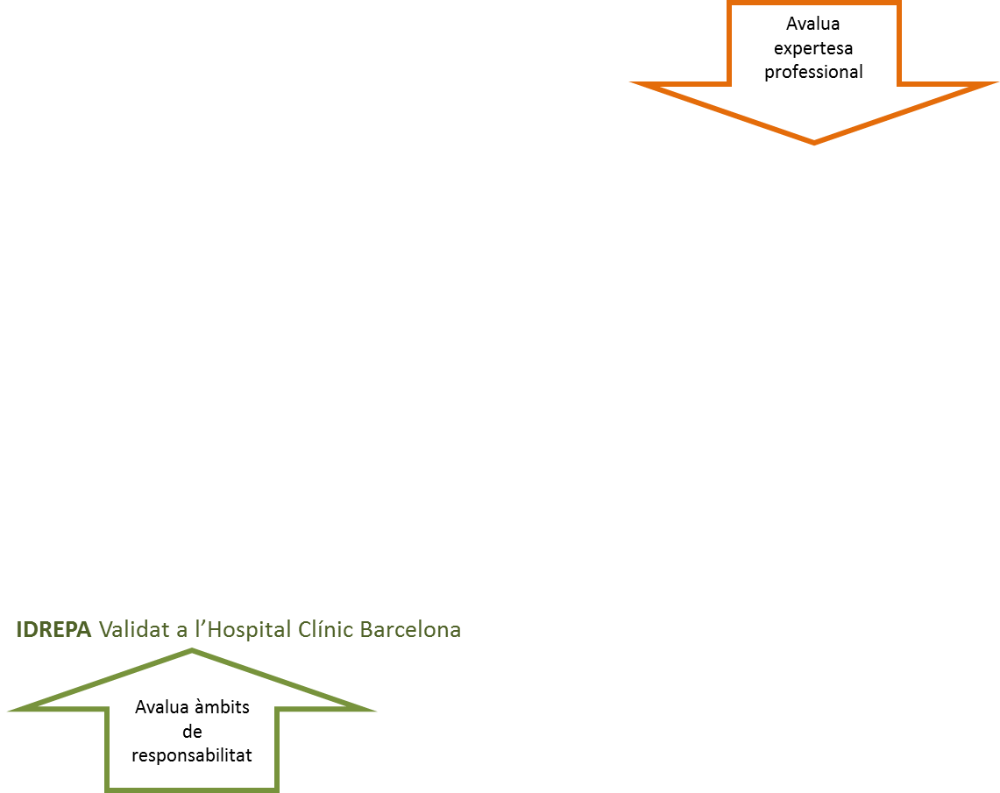 Avalua
expertesa
professional
IDREPA Validat a l’Hospital Clínic Barcelona
Avalua àmbits
de
responsabilitat